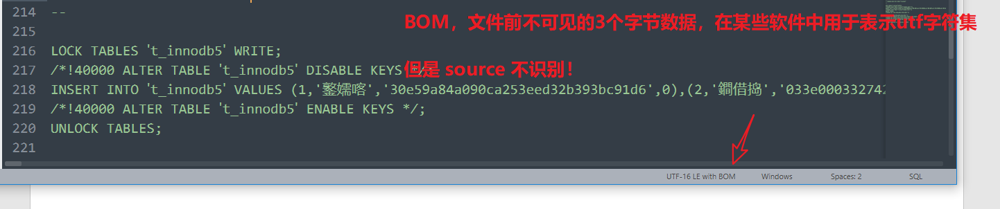 214 --
BOM，文件前不可见的3个字节数据，在某些软件中用于表示utf字符集
215
216 LOCK TABLES `t_innodb5` WRITE;
但是 source 不识别！
217 /*!40000 ALTER TABLE `t_innodb5` DISABLE KEYS */;
218 INSERT INTO `t_innodb5` VALUES (1,'鐜嬬喀','30e59a84a090ca253eed32b393bc91d6',0),(2,'鐗借捣','033e000332742
219 /*!40000 ALTER TABLE `t_innodb5` ENABLE KEYS */;
220 UNLOCK TABLES;
221
UTF-16 LE with BOM Windows Spaces: 2 SQL